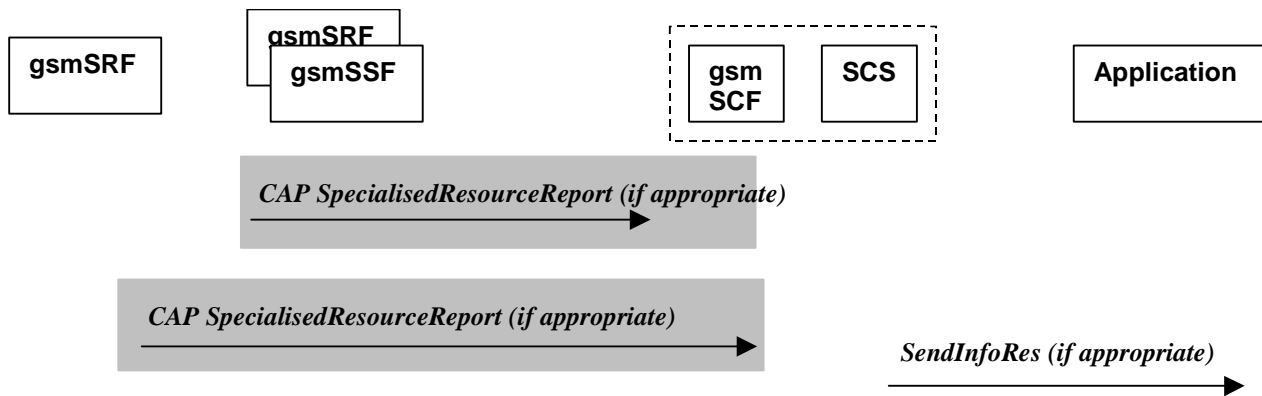 gsmSRF
gsmSRF
gsmSSF
gsm
SCF
SCS
Application
CAP SpecialisedResourceReport (if appropriate)
CAP SpecialisedResourceReport (if appropriate)
SendInfoRes (if appropriate)